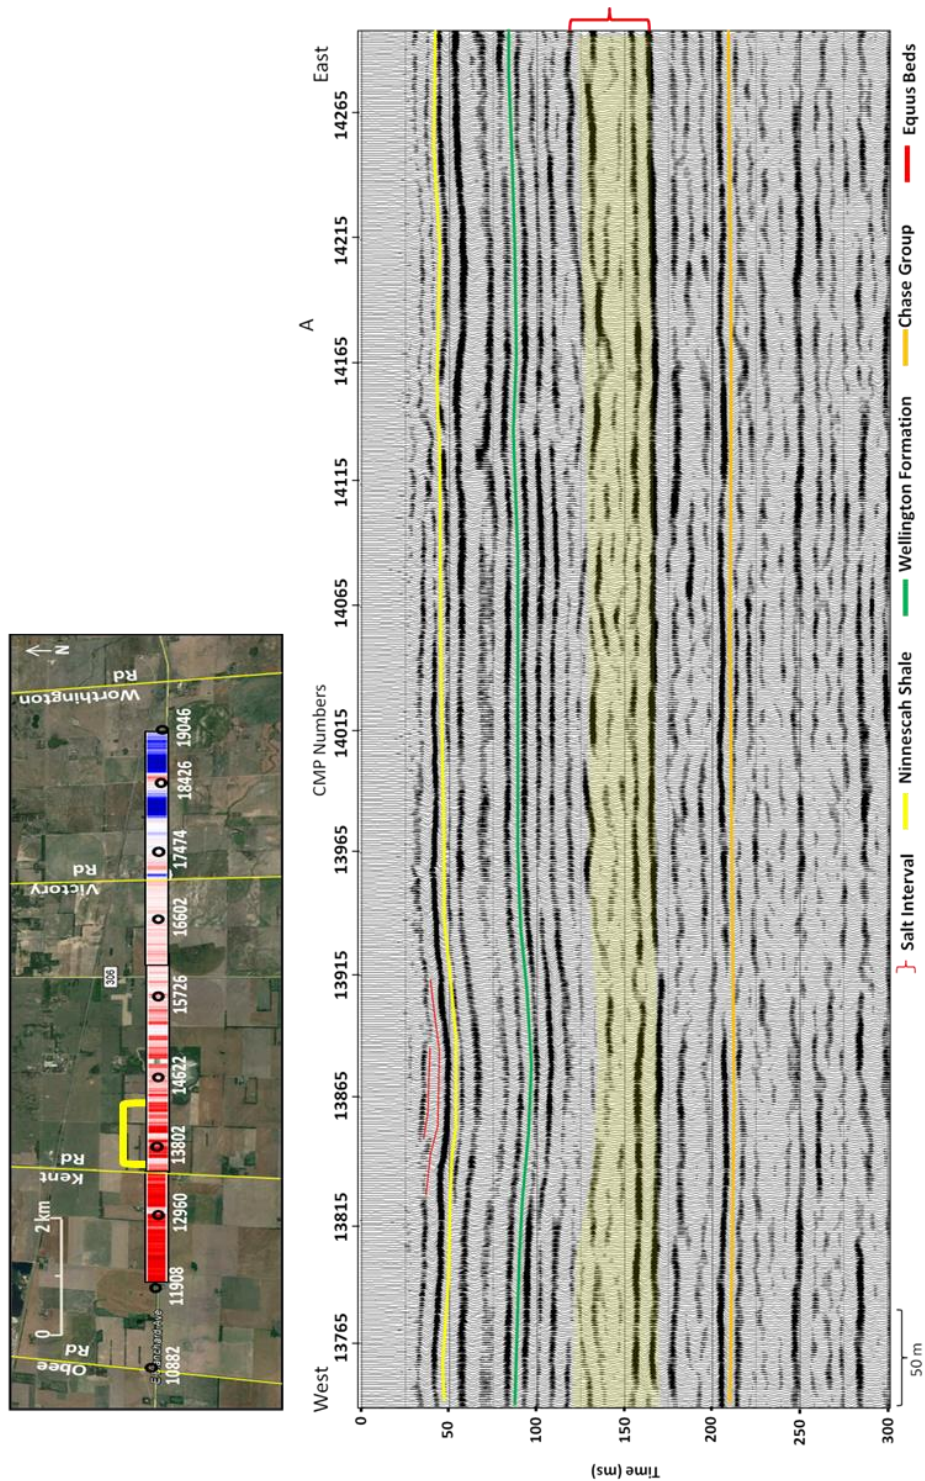 0 2 km
Obee
Rd
Kent
Rd
306
Victory
Rd
Worthington
Rd
N
E Blanchard Ave
10882
11908
12960
13802
14622
15726
16602
17474
18426
19046
A
West CMP Numbers East
13765 13815 13865 13915 13965 14015 14065 14115 14165 14215 14265
Time (ms)
0
50
100
150
200
250
300
50 m
Salt Interval Ninnescah Shale Wellington Formation Chase Group Equus Beds